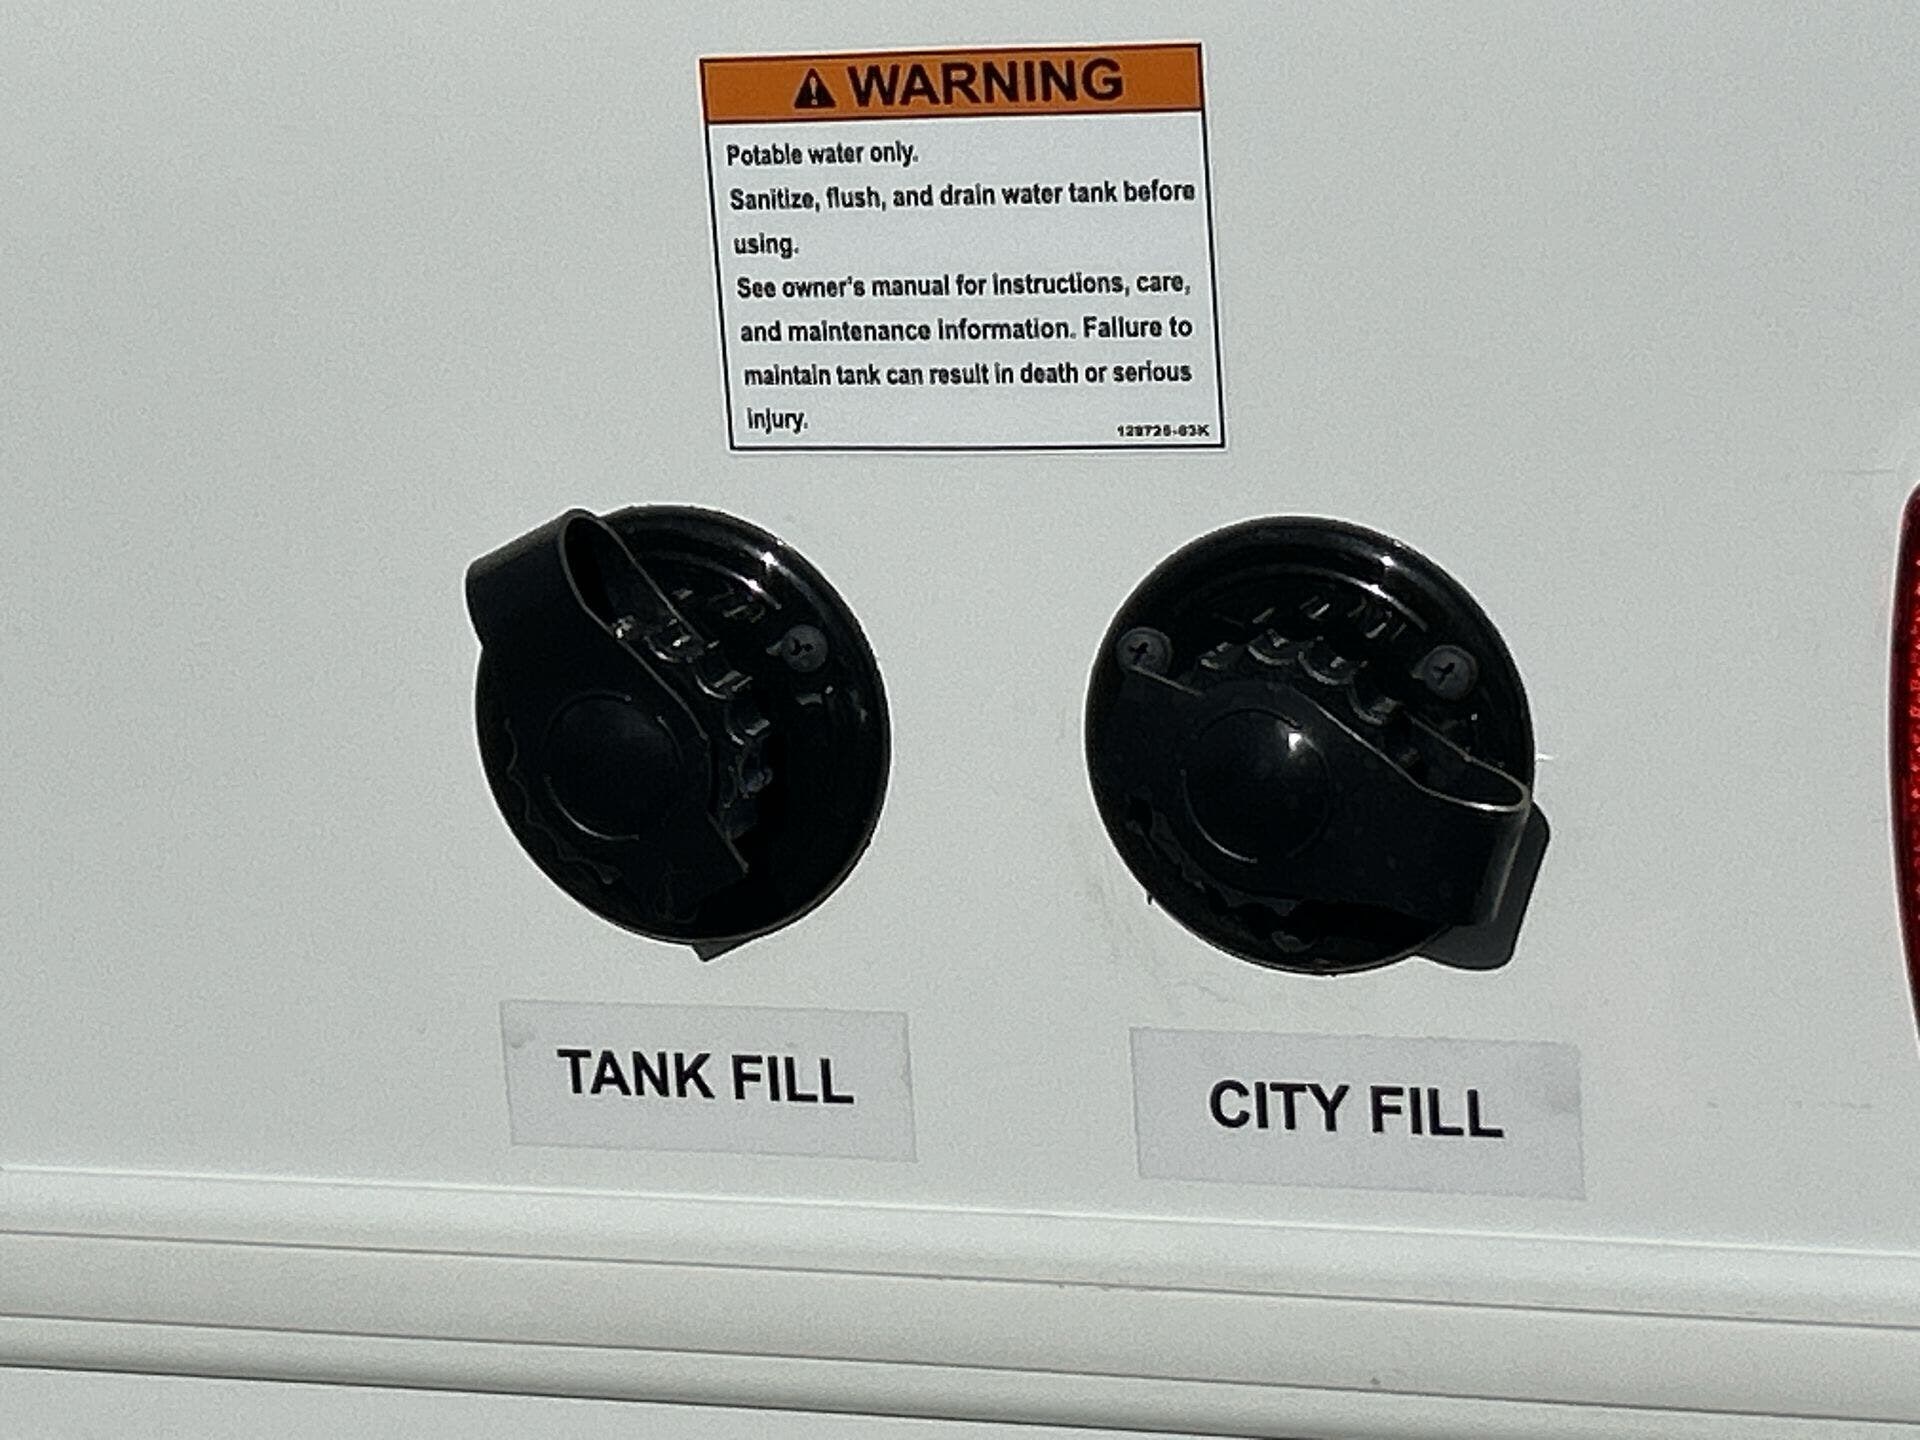 WARNING
Potable water only.
Sanitize, flush, and drain water tank before
using.
See owner's manual for instructions, care,
and maintenance information. Failure to
maintain tank can result in death or serious
injury.
TANK FILL
CITY FILL